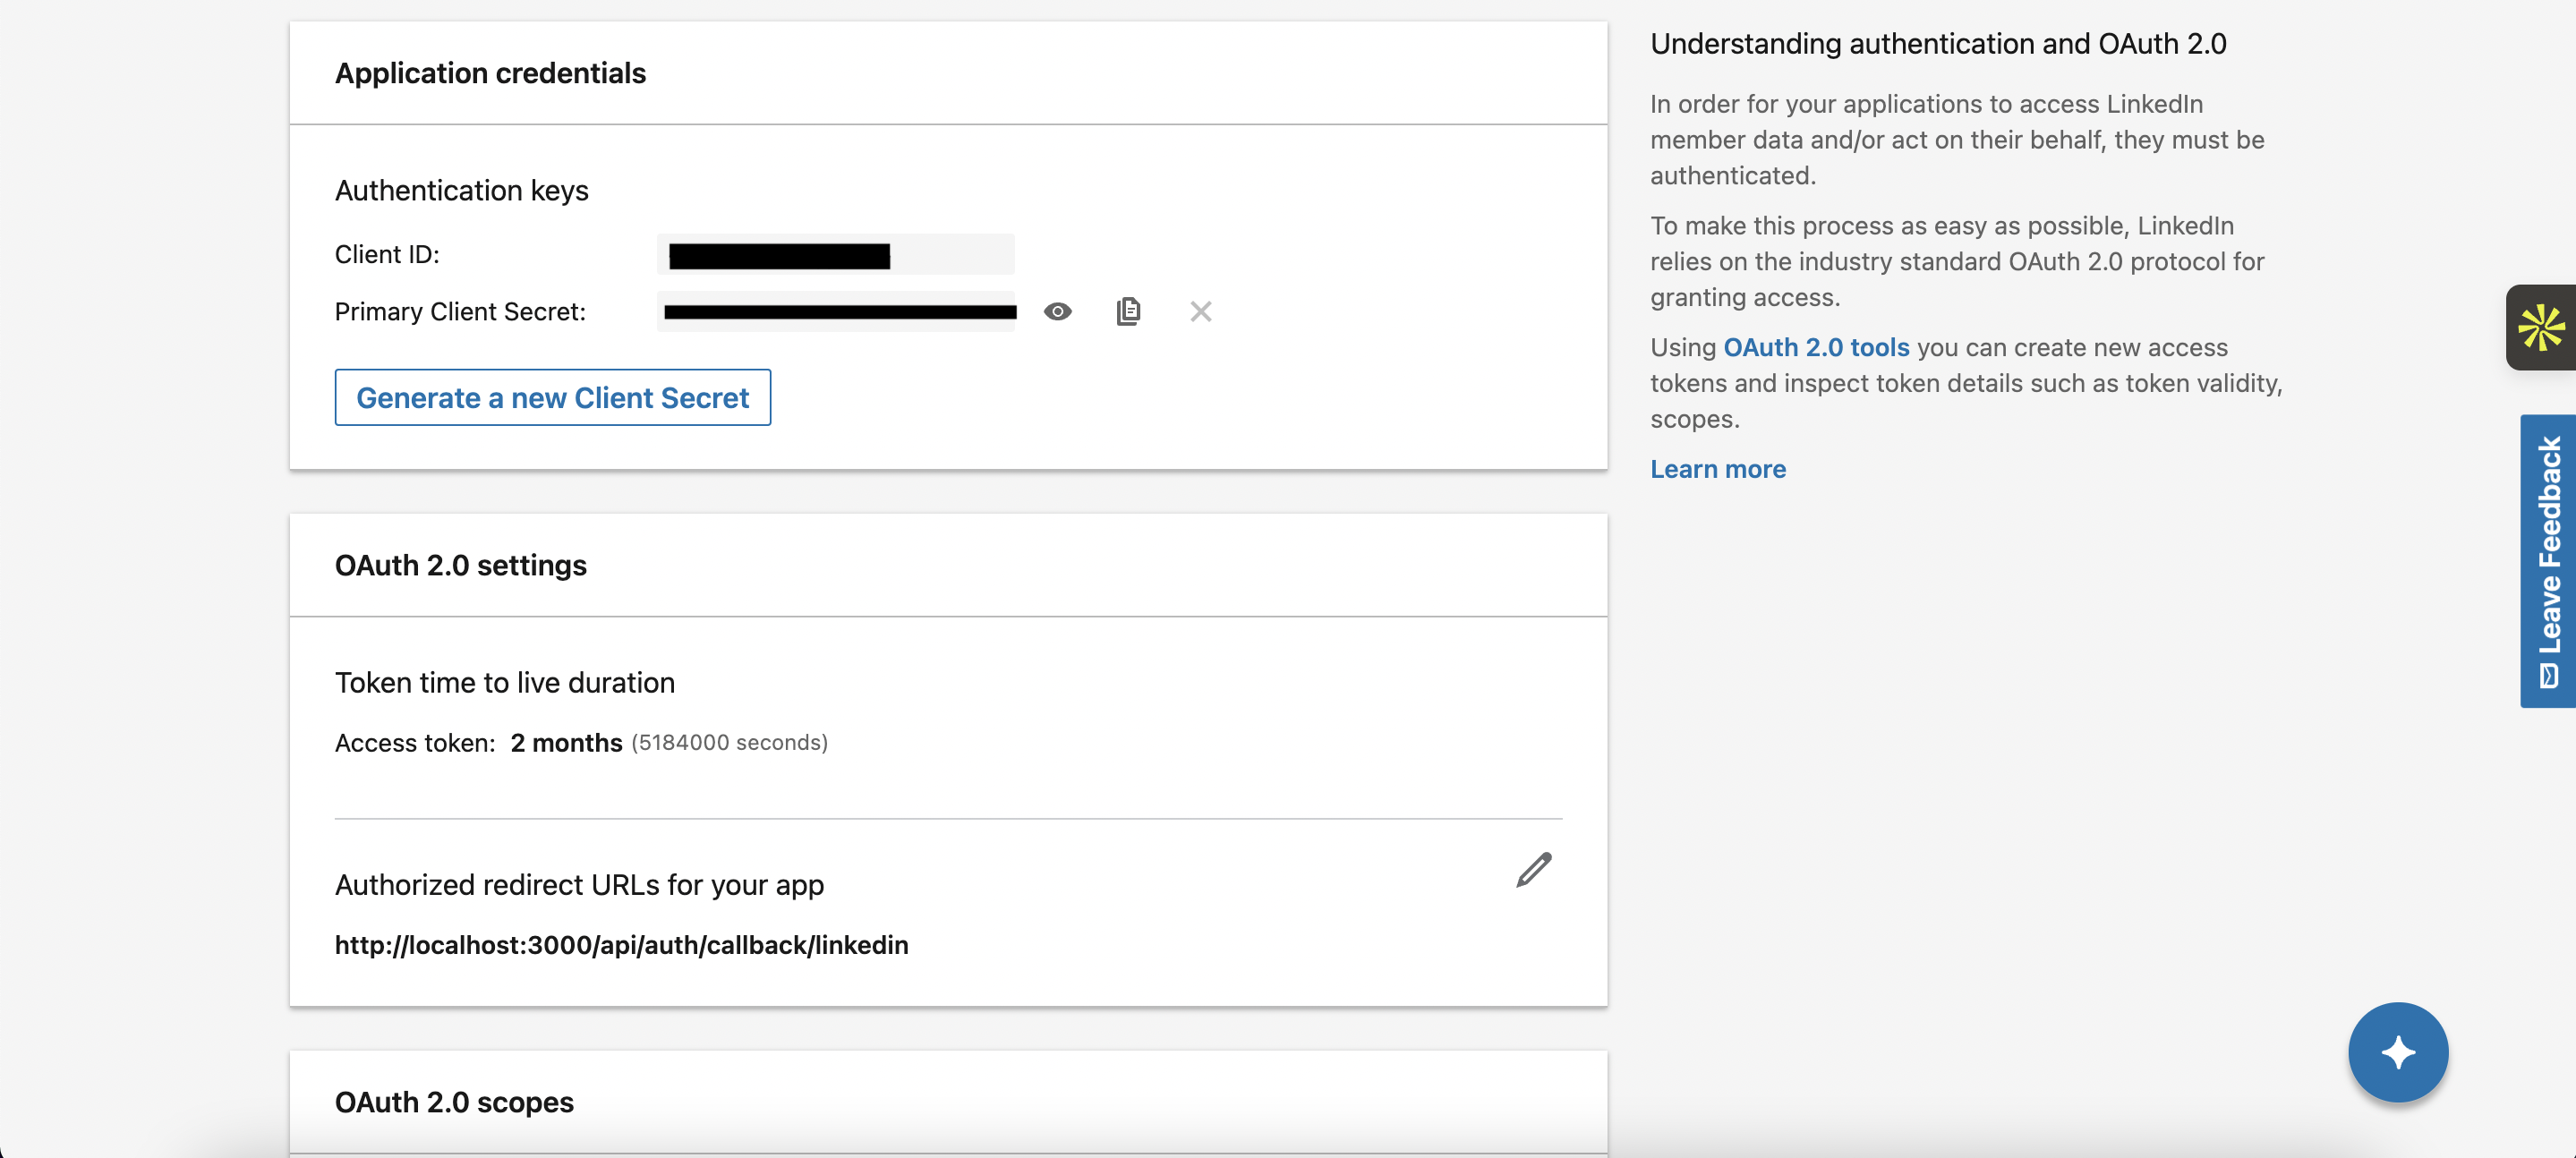 Application credentials
Authentication keys
Client ID:
Primary Client Secret:
Generate a new Client Secret
OAuth 2.0 settings
Token time to live duration
Access token: 2 months (5184000 seconds)
Authorized redirect URLs for your app
http://localhost:3000/api/auth/callback/linkedin
OAuth 2.0 scopes
Understanding authentication and OAuth 2.0
In order for your applications to access LinkedIn
member data and/or act on their behalf, they must be
authenticated.
To make this process as easy as possible, LinkedIn
relies on the industry standard OAuth 2.0 protocol for
granting access.
Using OAuth 2.0 tools you can create new access
tokens and inspect token details such as token validity,
scopes.
Learn more
Leave Feedback